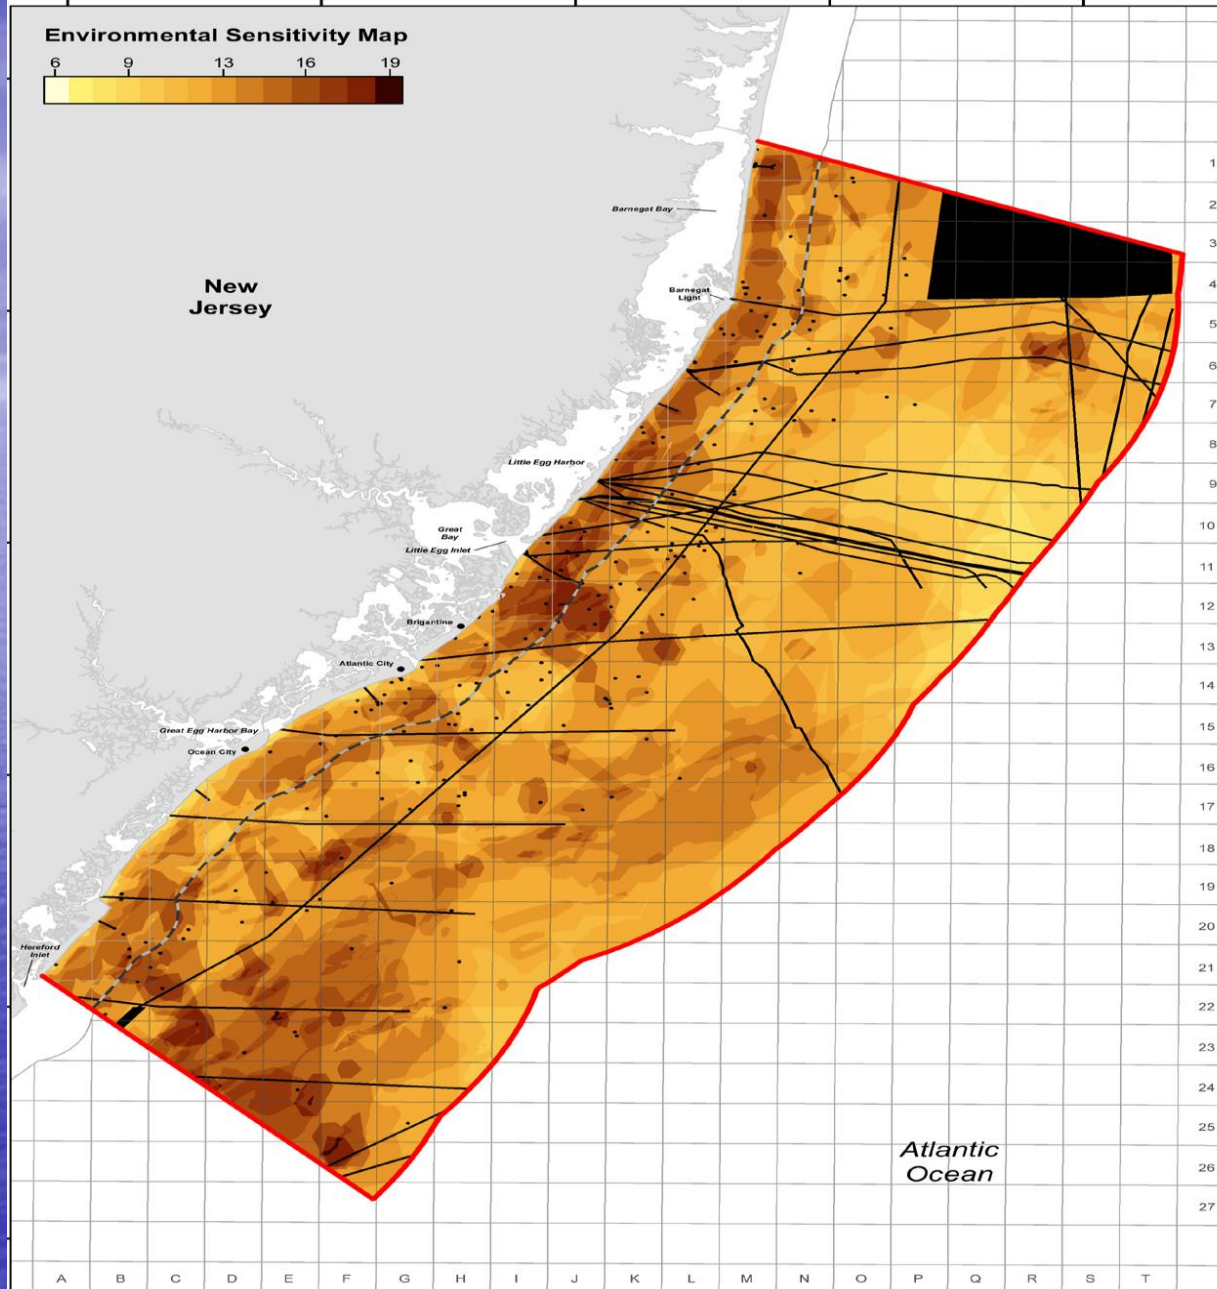 Environmental Sensitivity Map
6 9 13 16 19
1
2
Barnegat Bay
3
New
Jersey
4
Barnegat
Light
5
6
7
8
Little Egg Harbor
9
10
Great
Bay
Little Egg Inlet
11
12
Brigantine
13
Atlantic City
14
15
Great Egg Harbor Bay
Ocean City
16
17
18
19
20
Hereford
Inlet
21
22
23
24
25
Atlantic
Ocean
26
27
A B C D E F G H I J K L M N O P Q R S T